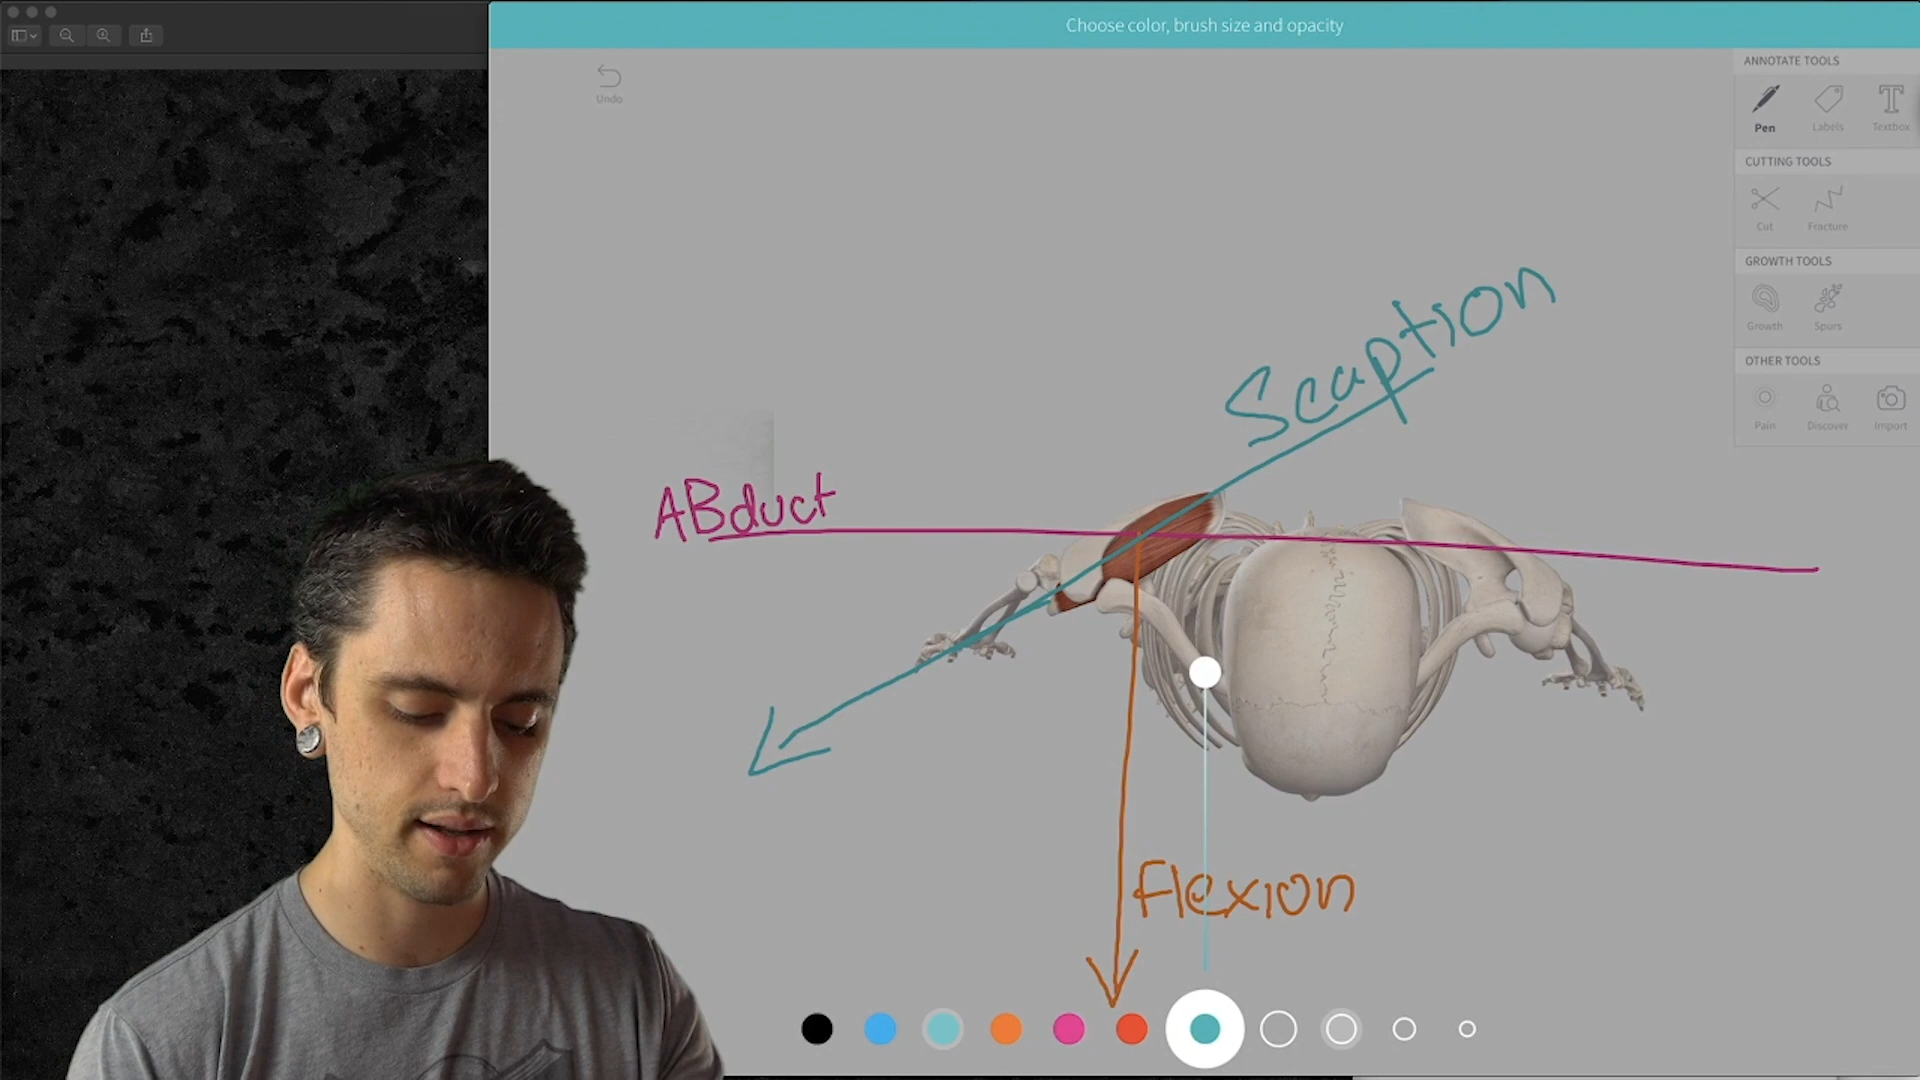 Choose color, brush size and opacity
Undo
ANNOTATE TOOLS
Pen
Labels
Textbox
CUTTING TOOLS
Cut
Fracture
GROWTH TOOLS
Growth
Spurs
OTHER TOOLS
Pain
Discover
Import
Scaption
ABduct
Flexion